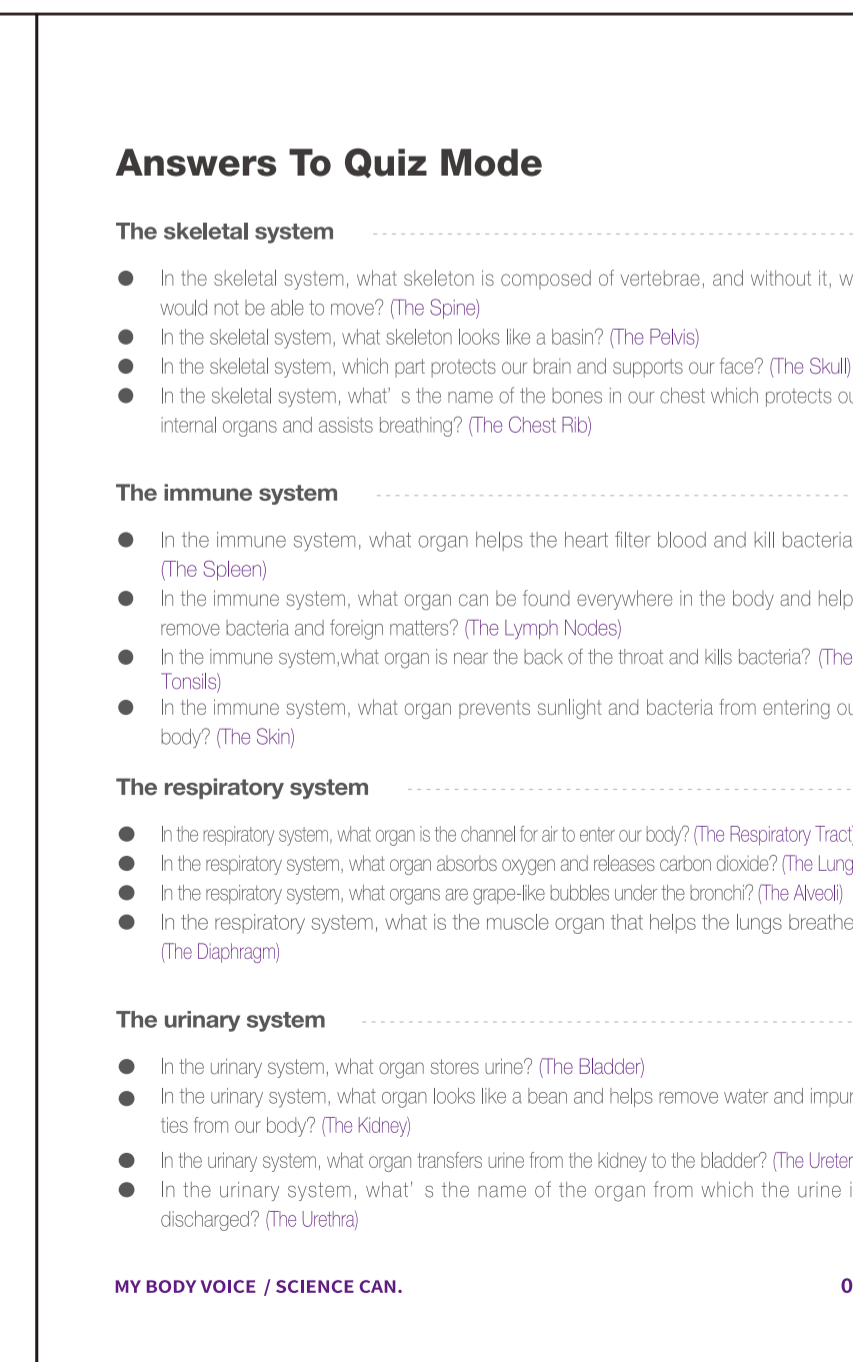 Answers To Quiz Mode
The skeletal system
● In the skeletal system, what skeleton is composed of vertebrae, and without it, w
would not be able to move? (The Spine)
● In the skeletal system, what skeleton looks like a basin? (The Pelvis)
● In the skeletal system, which part protects our brain and supports our face? (The Skull)
● In the skeletal system, what' s the name of the bones in our chest which protects ou
internal organs and assists breathing? (The Chest Rib)
The immune system
● In the immune system, what organ helps the heart filter blood and kill bacteria
(The Spleen)
● In the immune system, what organ can be found everywhere in the body and help
remove bacteria and foreign matters? (The Lymph Nodes)
● In the immune system,what organ is near the back of the throat and kills bacteria? (The
Tonsils)
● In the immune system, what organ prevents sunlight and bacteria from entering ou
body? (The Skin)
The respiratory system
● In the respiratory system, what organ is the channel for air to enter our body? (The Respiratory Tract)
● In the respiratory system, what organ absorbs oxygen and releases carbon dioxide? (The Lung
● In the respiratory system, what organs are grape-like bubbles under the bronchi? (The Alveoli)
● In the respiratory system, what is the muscle organ that helps the lungs breathe
(The Diaphragm)
The urinary system
● In the urinary system, what organ stores urine? (The Bladder)
● In the urinary system, what organ looks like a bean and helps remove water and impur
ties from our body? (The Kidney)
● In the urinary system, what organ transfers urine from the kidney to the bladder? (The Ureter
● In the urinary system, what' s the name of the organ from which the urine i
discharged? (The Urethra)
MY BODY VOICE / SCIENCE CAN. 0